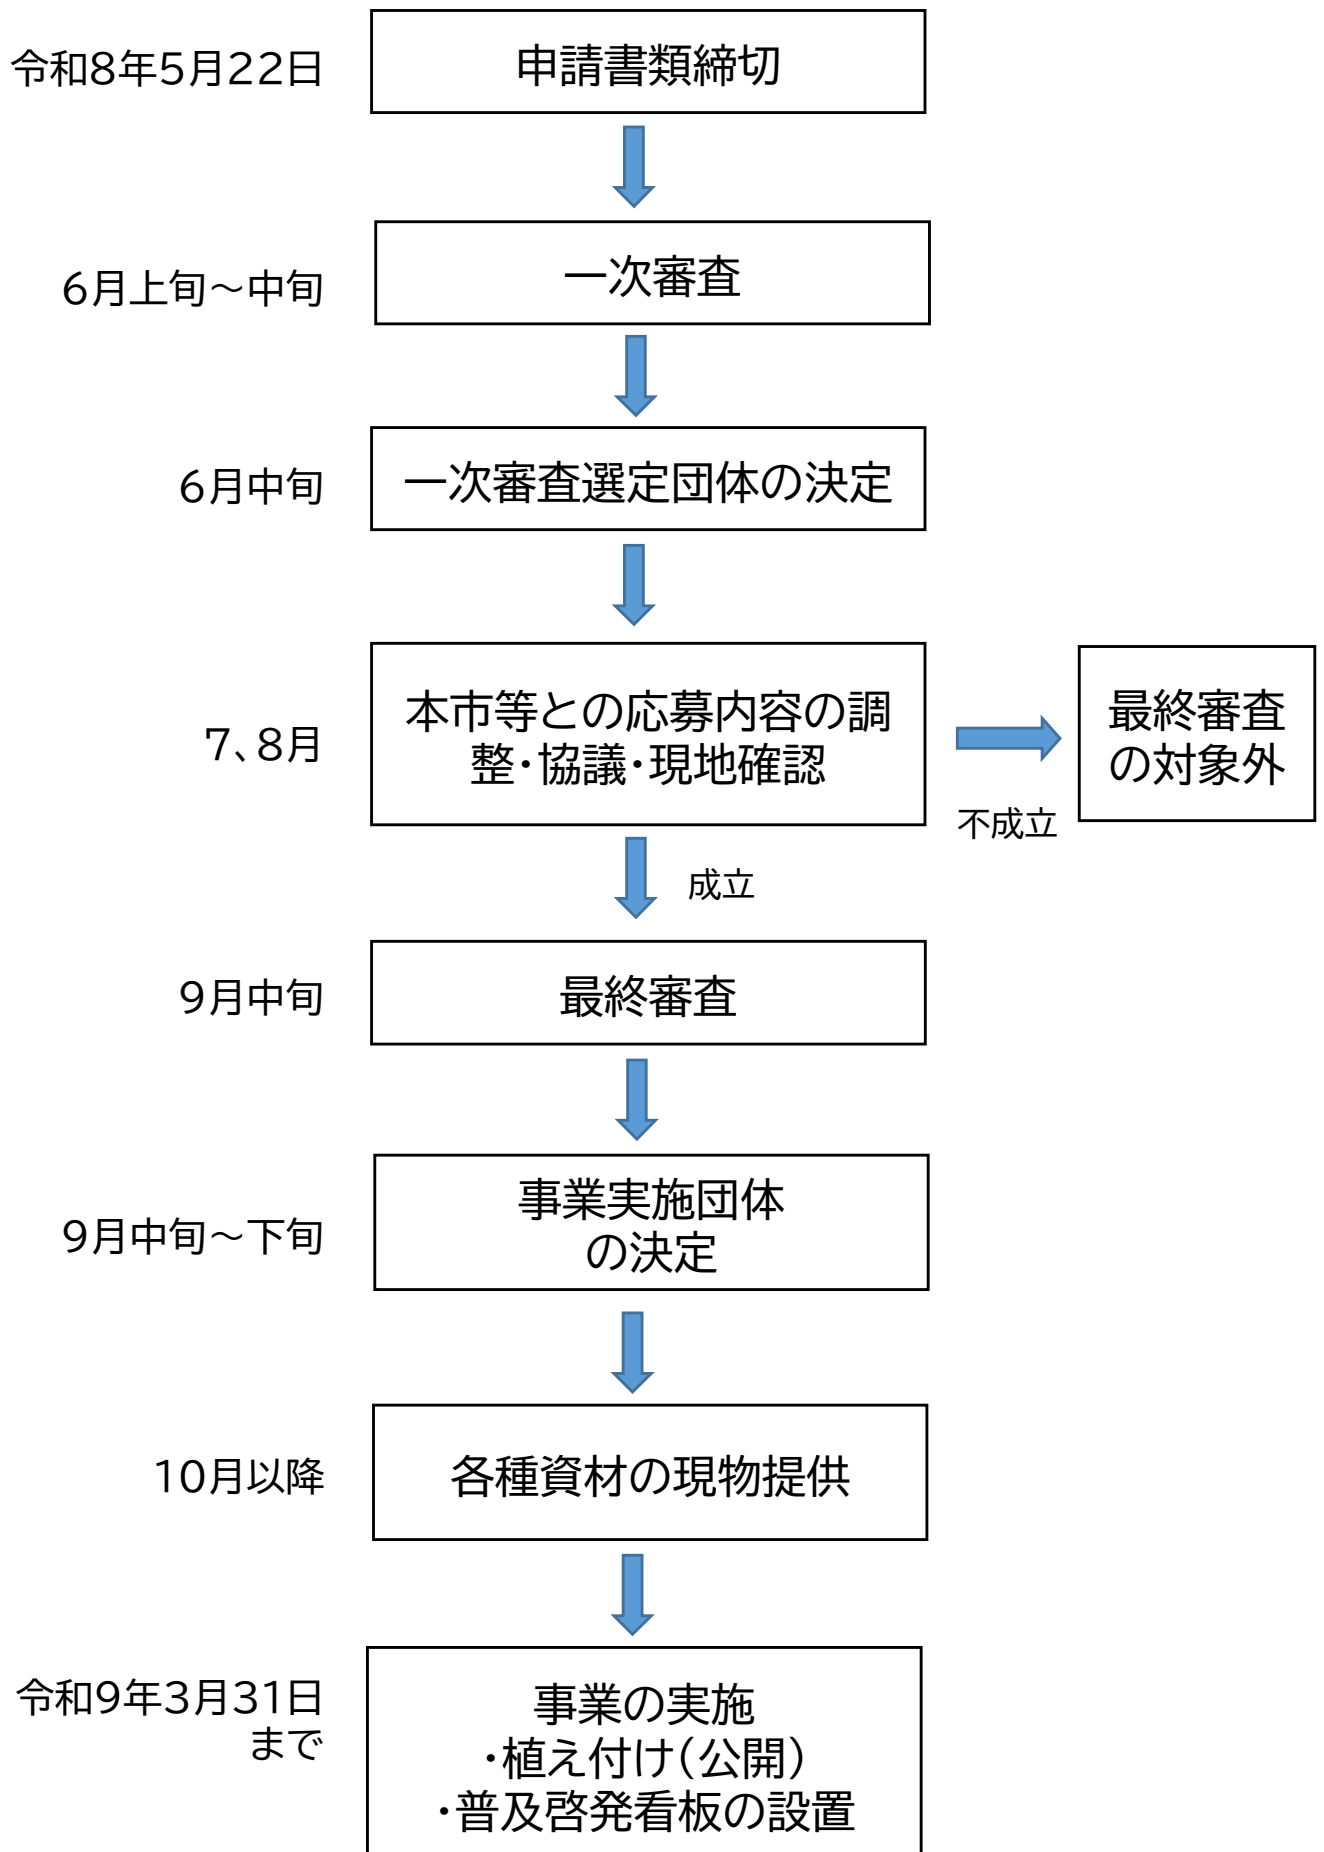 令和8年5月22日
申請書類締切
6月上旬～中旬
一次審査
6月中旬
一次審査選定団体の決定
7、8月
本市等との応募内容の調
整・協議・現地確認
不成立
最終審査
の対象外
成立
9月中旬
最終審査
9月中旬～下旬
事業実施団体
の決定
10月以降
各種資材の現物提供
令和9年3月31日
まで
事業の実施
・植え付け（公開）
・普及啓発看板の設置